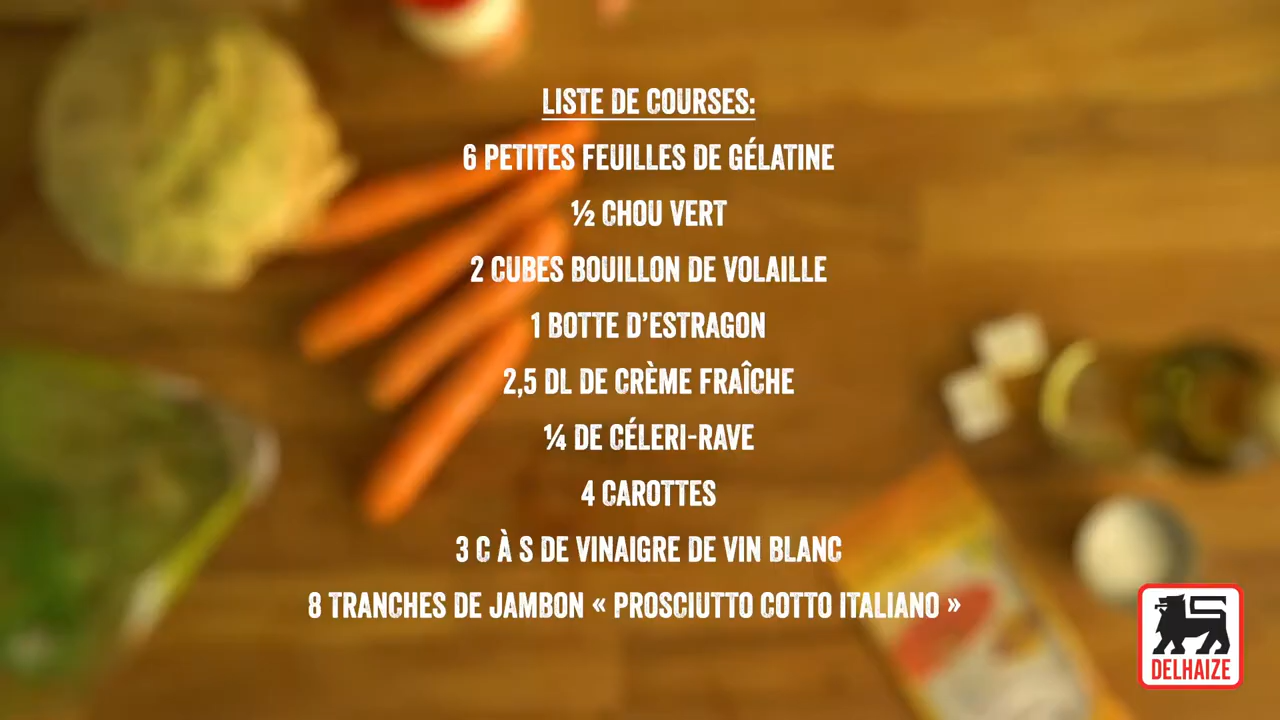 LISTE DE COURSES:
6 PETITES FEUILLES DE GÉLATINE
½ CHOU VERT
2 CUBES BOUILLON DE VOLAILLE
1 BOTTE D’ESTRAGON
2,5 DL DE CRÈME FRAÎCHE
¼ DE CÉLERI-RAVE
4 CAROTTES
3 C À S DE VINAIGRE DE VIN BLANC
8 TRANCHES DE JAMBON « PROSCIUTTO COTTO ITALIANO »
DELHAIZE